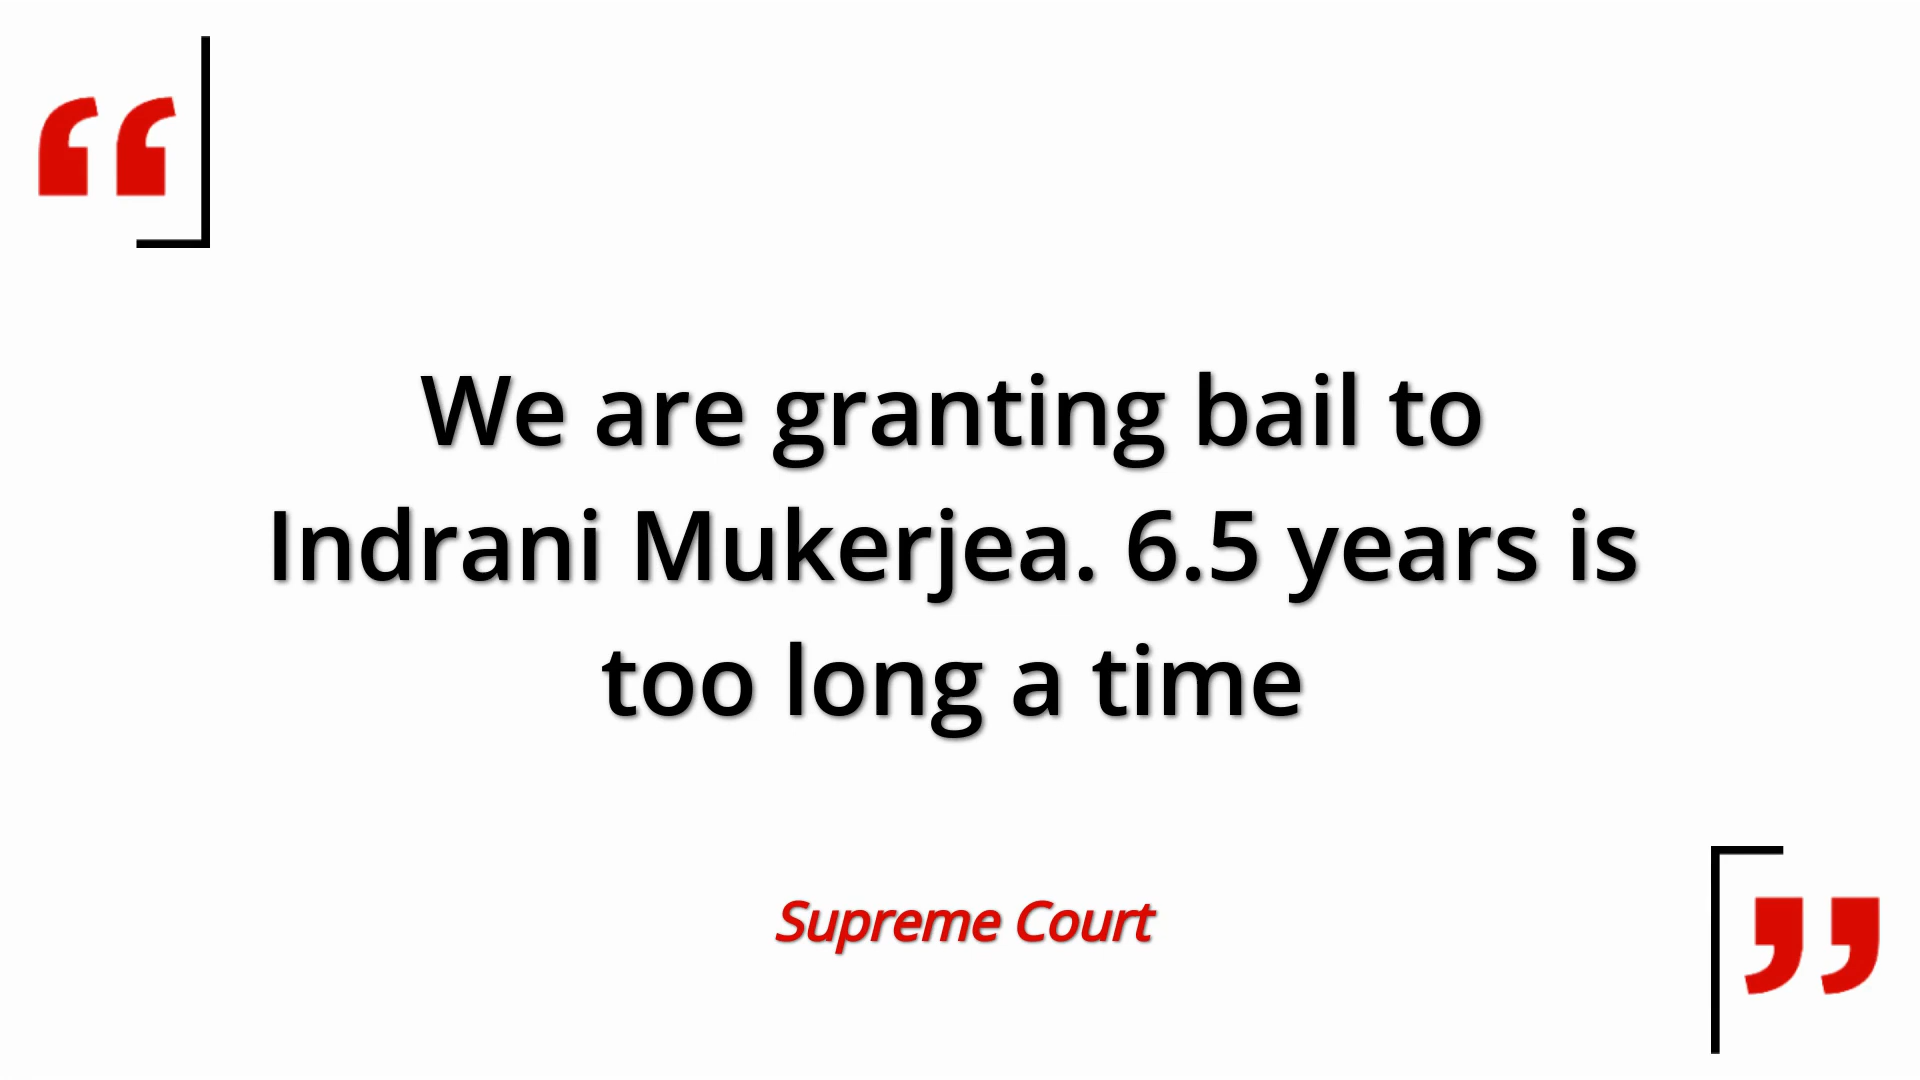 “
We are granting bail to
Indrani Mukerjea. 6.5 years is
too long a time
Supreme Court
”